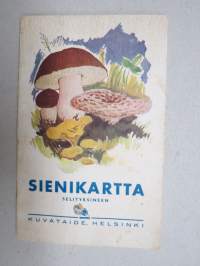 SIENIKARTTA
SELITYKSINEEN
KUVATAIDE, HELSINKI